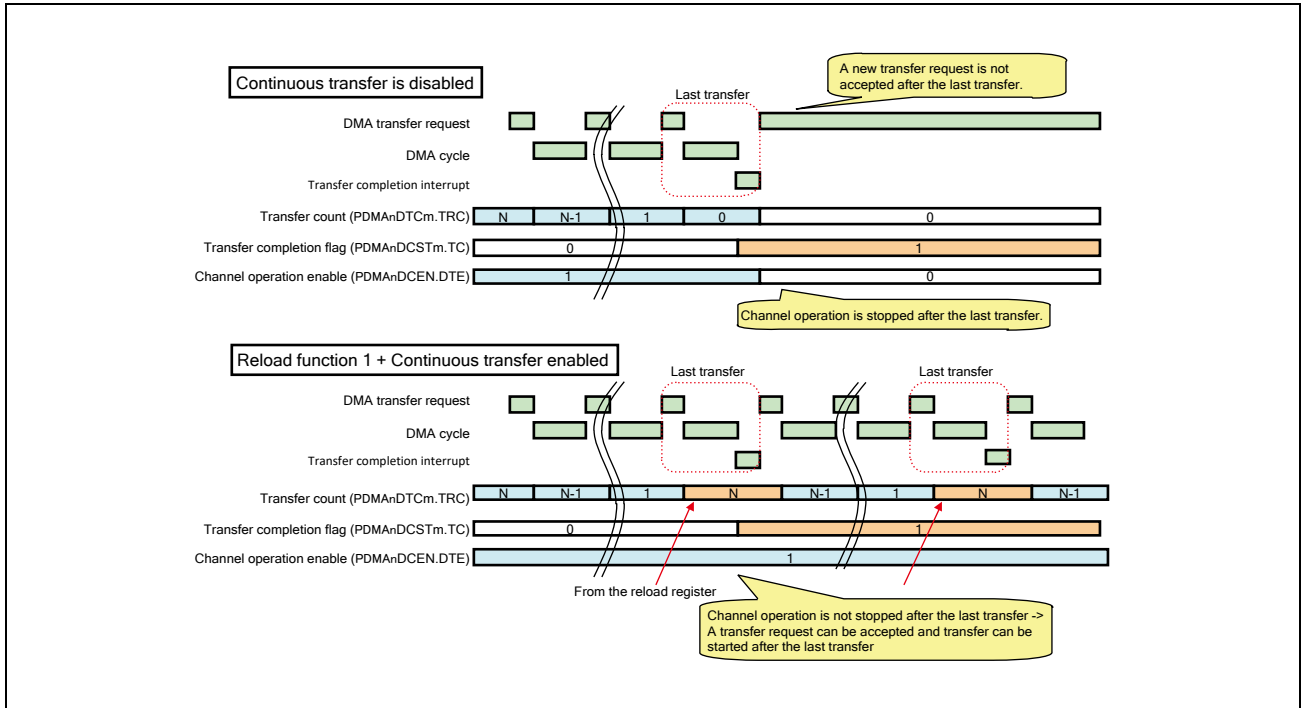 Continuous transfer is disabled
A new transfer request is not
accepted after the last transfer.
Last transfer
DMA transfer request
DMA cycle
Transfer completion interrupt
Transfer count (PDMAnDTCm.TRC) N N-1 1 0 0
Transfer completion flag (PDMAnDCSTm.TC) 0 1
Channel operation enable (PDMAnDCEN.DTE) 1 0
Channel operation is stopped after the last transfer.
Reload function 1 + Continuous transfer enabled
Last transfer Last transfer
DMA transfer request
DMA cycle
Transfer completion interrupt
Transfer count (PDMAnDTCm.TRC) N N-1 1 N N-1 1 N N-1
Transfer completion flag (PDMAnDCSTm.TC) 0 1
Channel operation enable (PDMAnDCEN.DTE) 1
From the reload register
Channel operation is not stopped after the last transfer ->
A transfer request can be accepted and transfer can be
started after the last transfer